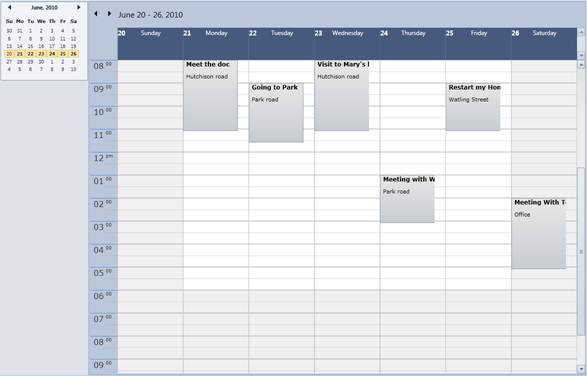 June, 2010
Su Mo Tu We Th Fr Sa
30 31 1 2 3 4 5
6 7 8 9 10 11 12
13 14 15 16 17 18 19
20 21 22 23 24 25 26
27 28 29 30 1 2 3
4 5 6 7 8 9 10
June 20 - 26, 2010
20 Sunday 21 Monday 22 Tuesday 23 Wednesday 24 Thursday 25 Friday 26 Saturday
08 00
Meet the doc
Hutchison road
Visit to Mary's
Hutchison road
09 00
Going to Park
Park road
Restart my Hon
Watling Street
10 00
11 00
12 pm
01 00
Meeting with W
Park road
02 00
Meeting With T
Office
03 00
04 00
05 00
06 00
07 00
08 00
09 00